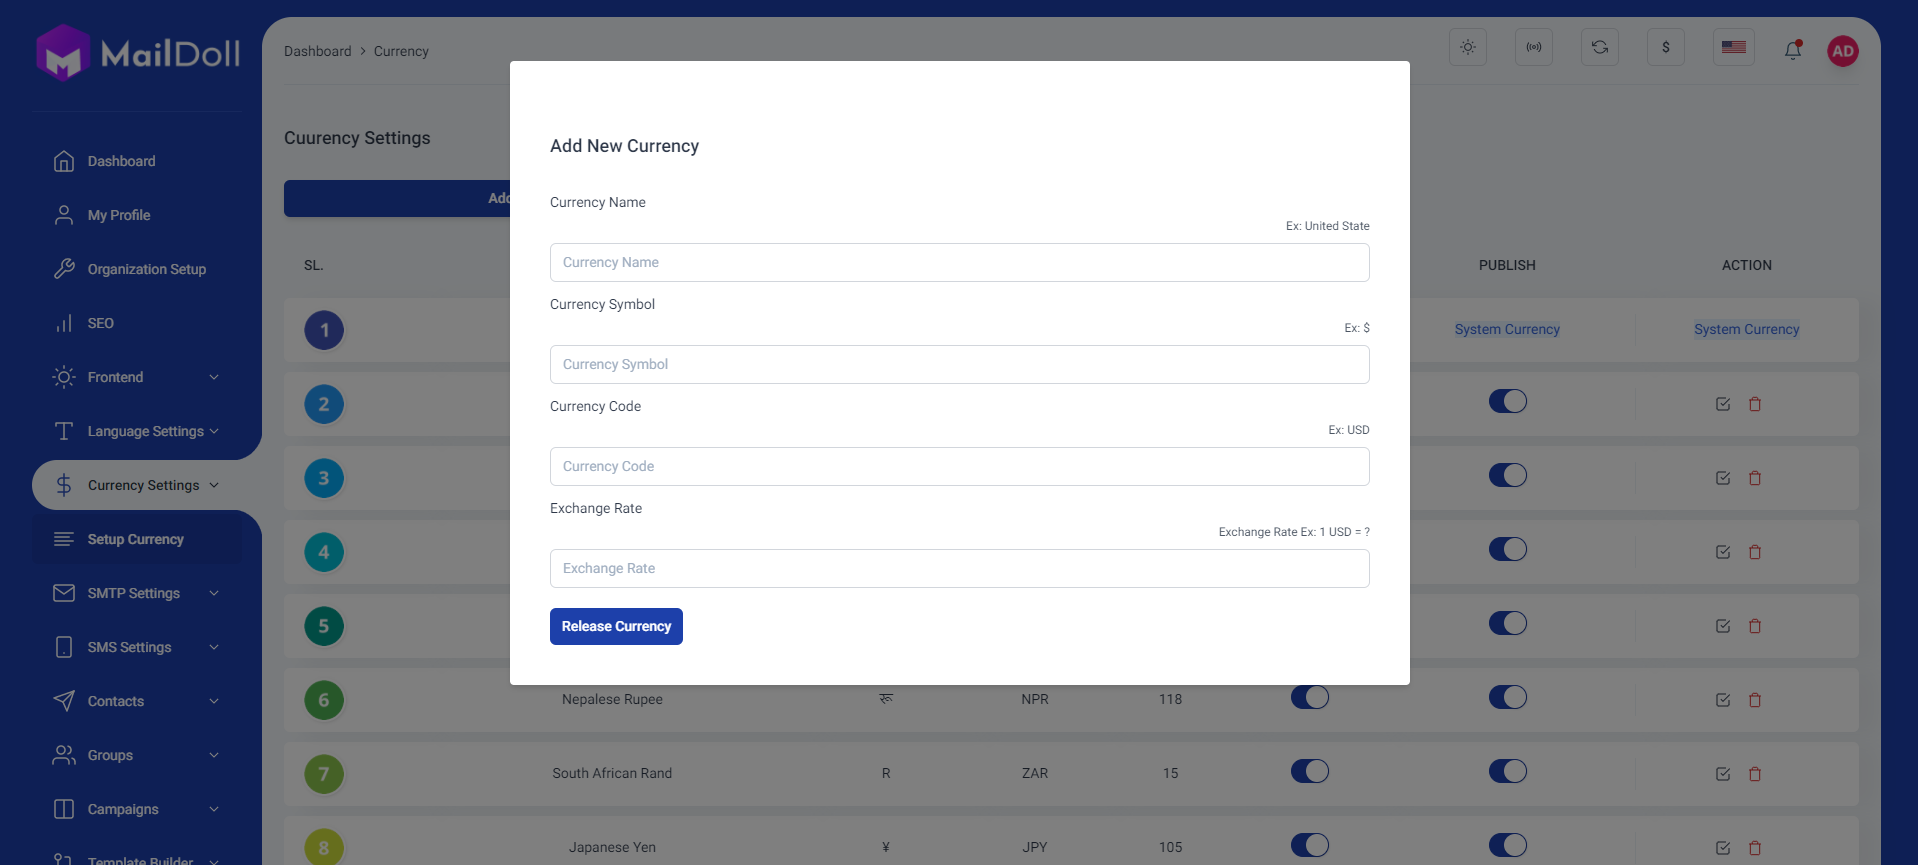 MailDoll
Dashboard > Currency
$
AD
Cuurency Settings
Add New Currency
Dashboard
My Profile
Organization Setup
SEO
Frontend
Language Settings
Currency Settings
Setup Currency
SMTP Settings
SMS Settings
Contacts
Groups
Campaigns
Template Builder
Currency Name
Ex: United State
Currency Name
Currency Symbol
Ex: $
Currency Symbol
Currency Code
Ex: USD
Currency Code
Exchange Rate
Exchange Rate Ex: 1 USD = ?
Exchange Rate
Release Currency
SL. PUBLISH ACTION
1 System Currency System Currency
2
3
4
5
6 Nepalese Rupee रू NPR 118
7 South African Rand R ZAR 15
8 Japanese Yen ¥ JPY 105